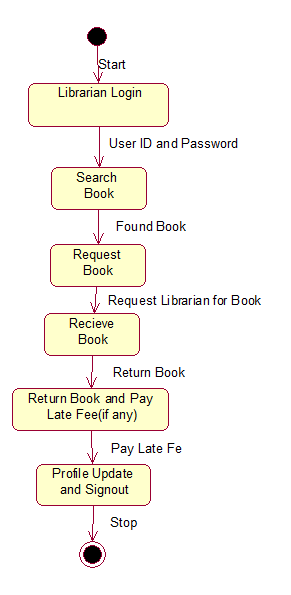 Start
Librarian Login
User ID and Password
Search
Book
Found Book
Request
Book
Request Librarian for Book
Recieve
Book
Return Book
Return Book and Pay
Late Fee(if any)
Pay Late Fe
Profile Update
and Signout
Stop